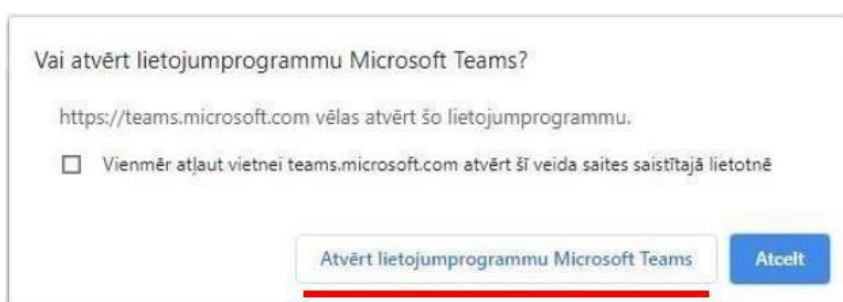 Vai atvērt lietojumprogrammu Microsoft Teams?
https://teams.microsoft.com vēlas atvērt šo lietojumprogrammu.
Vienmēr atļaut vietnei teams.microsoft.com atvērt šī veida saites saistītajā lietotnē
Atvērt lietojumprogrammu Microsoft Teams Atcelt